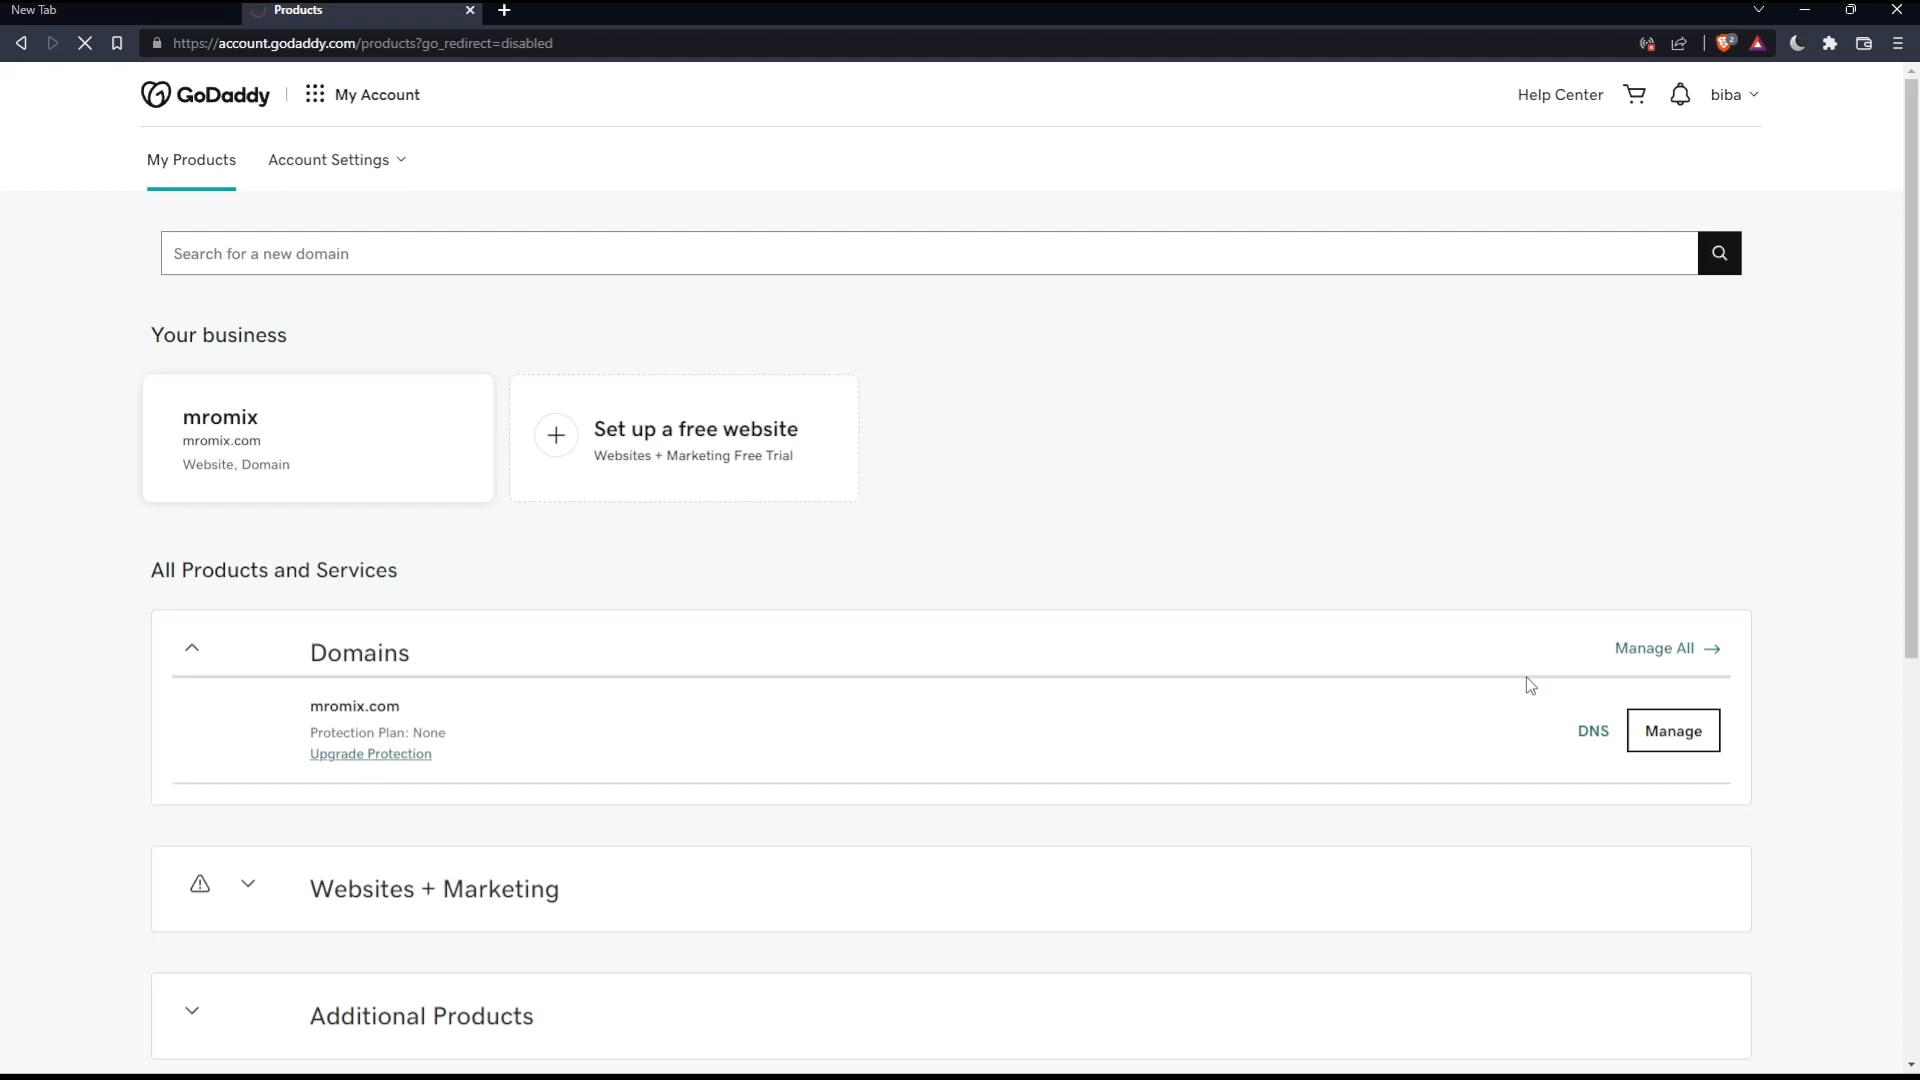 New Tab
Products
https://account.godaddy.com/products?go_redirect=disabled
2
GoDaddy
My Account
Help Center
biba
My Products
Account Settings
Search for a new domain
Your business
mromix
mromix.com
Website, Domain
Set up a free website
Websites + Marketing Free Trial
All Products and Services
Domains
Manage All →
mromix.com
Protection Plan: None
Upgrade Protection
DNS
Manage
Websites + Marketing
Additional Products